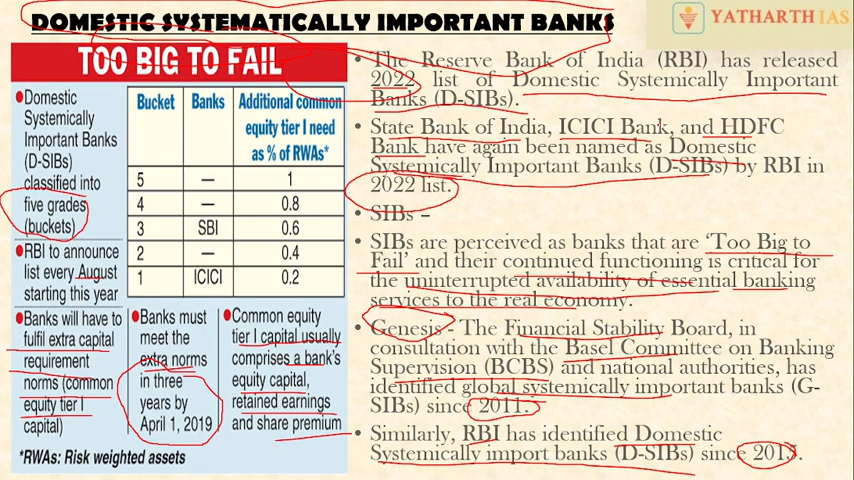 DOMESTIC SYSTEMATICALLY IMPORTANT BANKS
YATHARTH IAS
TOO BIG TO FAIL
●Domestic
Systemically
Important Banks
(D-SIBs)
classified into
five grades
(buckets)
●RBI to announce
list every August
starting this year
Bucket Banks Additional common
equity tier I need
as % of RWAs*
5 — 1
4 — 0.8
3 SBI 0.6
2 — 0.4
1 ICICI 0.2
●Banks will have to
fulfil extra capital
requirement
norms (common
equity tier I
capital)
●Banks must
meet the
extra norms
in three
years by
April 1, 2019
●Common equity
tier I capital usually
comprises a bank's
equity capital,
retained earnings
and share premium
*RWAs: Risk weighted assets
• The Reserve Bank of India (RBI) has released
2022 list of Domestic Systemically Important
Banks (D-SIBs).
• State Bank of India, ICICI Bank, and HDFC
Bank have again been named as Domestic
Systemically Important Banks (D-SIBs) by RBI in
2022 list.
• SIBs –
• SIBs are perceived as banks that are 'Too Big to
Fail' and their continued functioning is critical for
the uninterrupted availability of essential banking
services to the real economy.
• Genesis - The Financial Stability Board, in
consultation with the Basel Committee on Banking
Supervision (BCBS) and national authorities, has
identified global systemically important banks (G-
SIBs) since 2011.
• Similarly, RBI has identified Domestic
Systemically import banks (D-SIBs) since